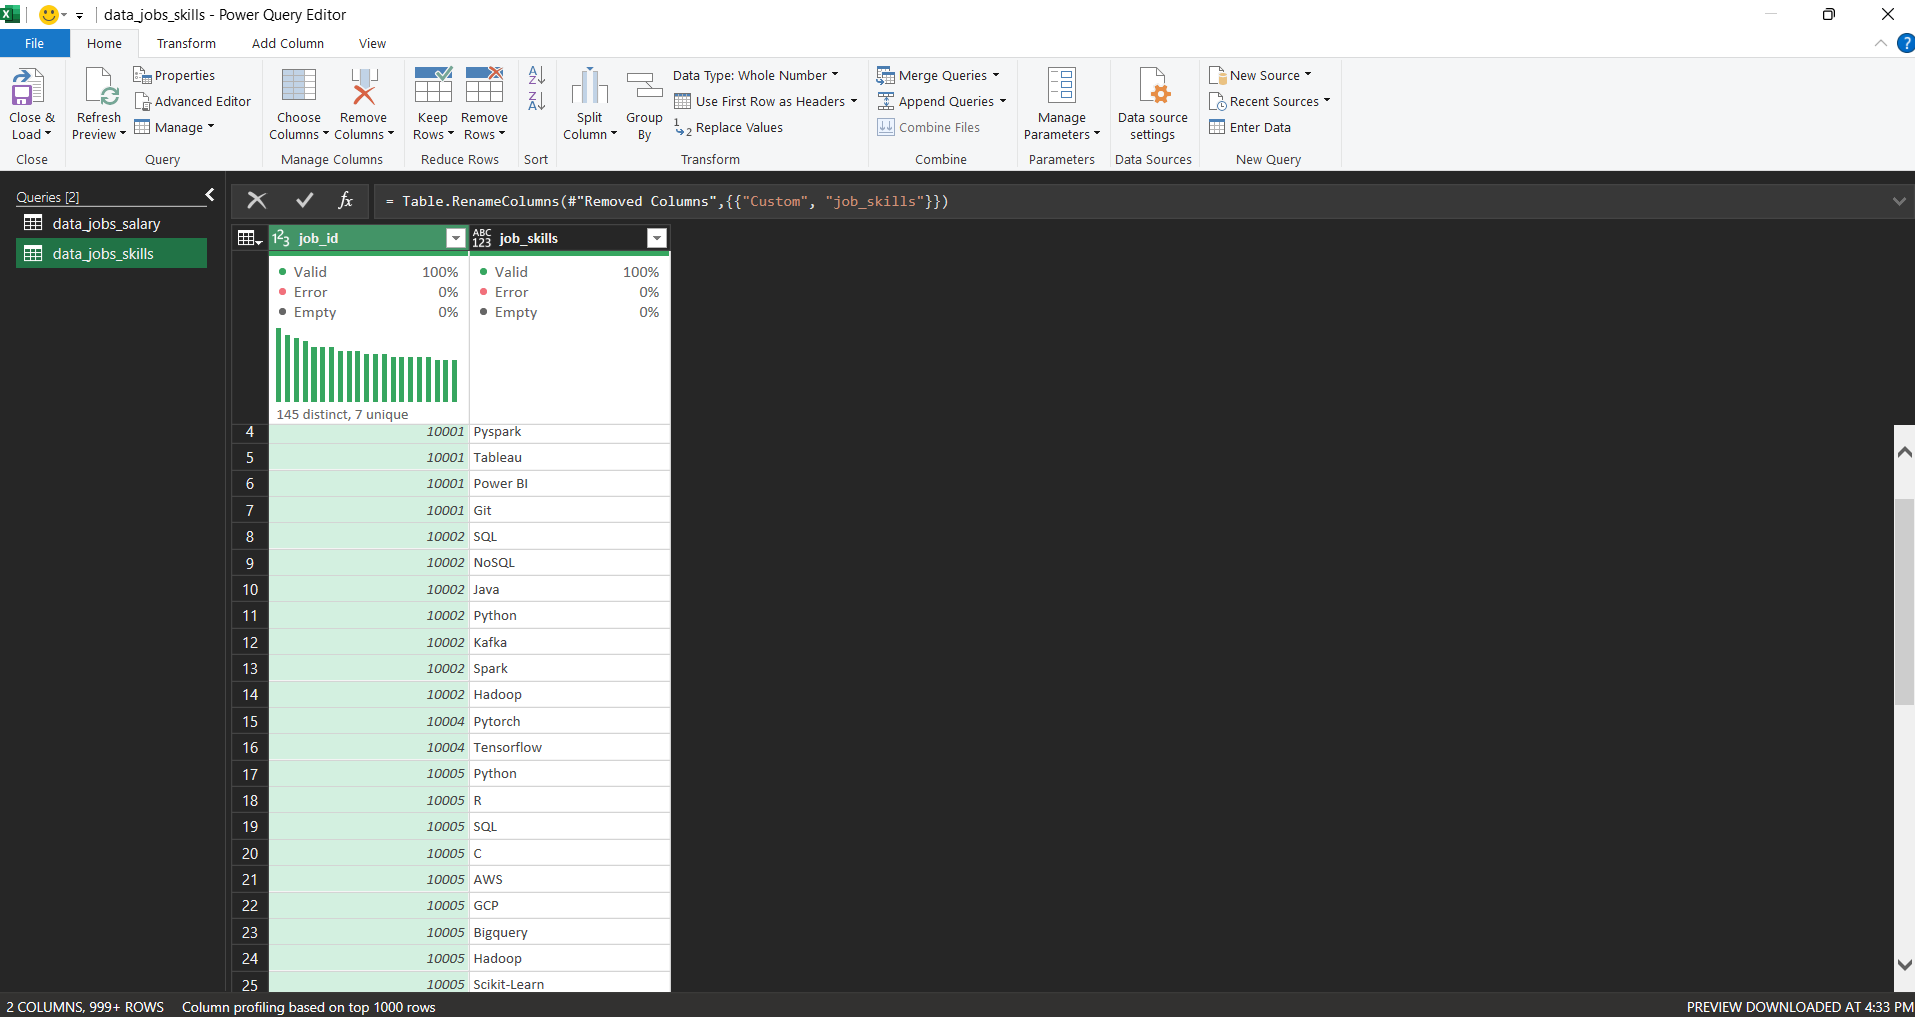 data_jobs_skills - Power Query Editor
File Home Transform Add Column View
Close & Load
Close
Refresh Preview
Properties
Advanced Editor
Manage
Query
Choose Columns
Remove Columns
Manage Columns
Keep Rows
Remove Rows
Reduce Rows
Sort
Split Column
Group By
Data Type: Whole Number
Use First Row as Headers
Replace Values
Transform
Merge Queries
Append Queries
Combine Files
Combine
Manage Parameters
Parameters
Data source settings
Data Sources
New Source
Recent Sources
Enter Data
New Query
Queries [2]
data_jobs_salary
data_jobs_skills
fx = Table.RenameColumns(#"Removed Columns",{{"Custom", "job_skills"}})
123 job_id ABC 123 job_skills
Valid 100% Valid 100%
Error 0% Error 0%
Empty 0% Empty 0%
145 distinct, 7 unique
4 10001 Pyspark
5 10001 Tableau
6 10001 Power BI
7 10001 Git
8 10002 SQL
9 10002 NoSQL
10 10002 Java
11 10002 Python
12 10002 Kafka
13 10002 Spark
14 10002 Hadoop
15 10004 Pytorch
16 10004 Tensorflow
17 10005 Python
18 10005 R
19 10005 SQL
20 10005 C
21 10005 AWS
22 10005 GCP
23 10005 Bigquery
24 10005 Hadoop
25 10005 Scikit-Learn
2 COLUMNS, 999+ ROWS Column profiling based on top 1000 rows PREVIEW DOWNLOADED AT 4:33 PM